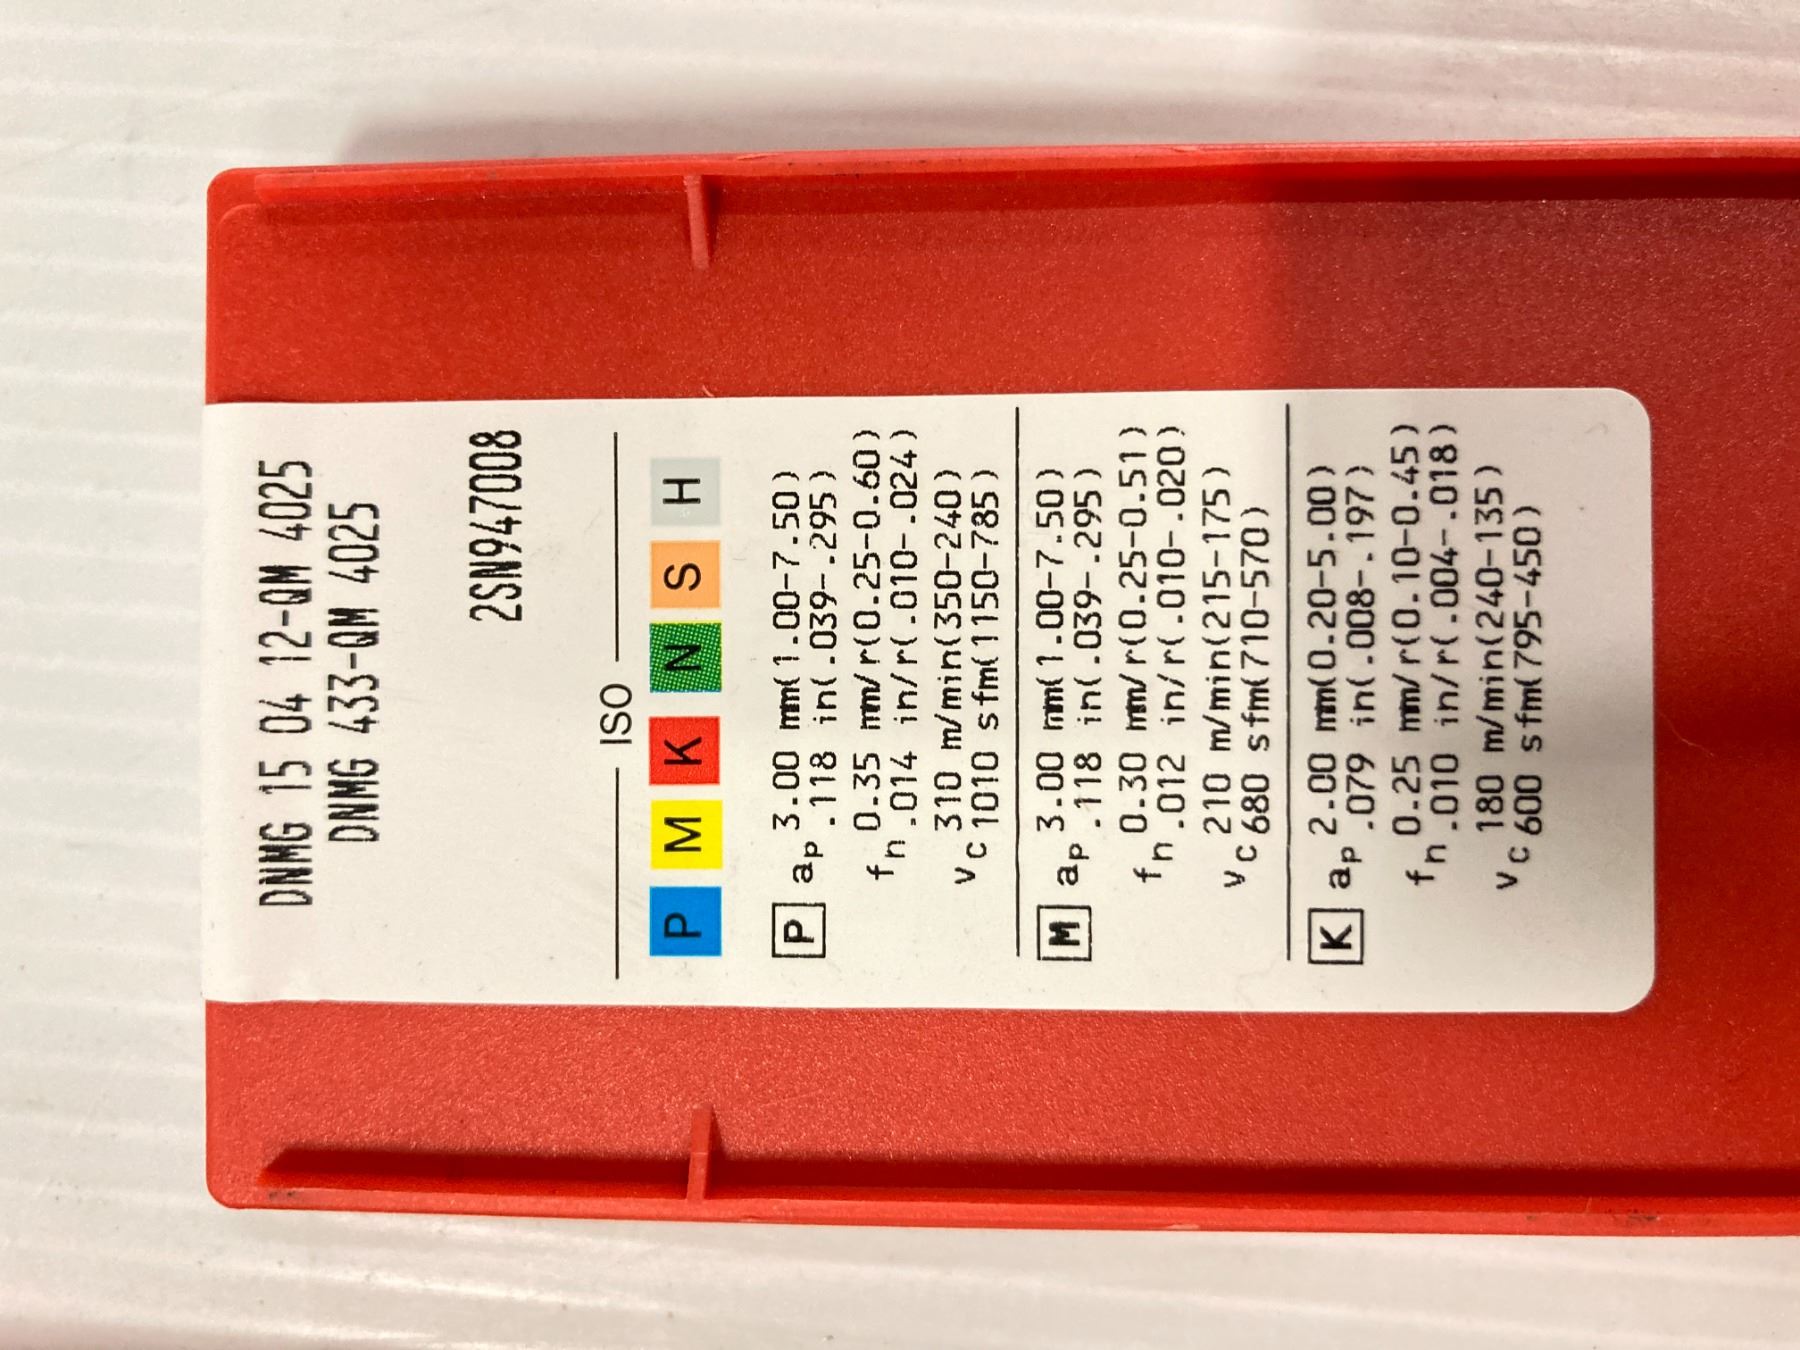 DNMG 15 04 12-QM 4025
DNMG 433-QM 4025
2SN947008
ISO
P M K N S H
P ap 3.00 mm(1.00-7.50)
.118 in(.039-.295)
fn 0.35 mm/r(0.25-0.60)
.014 in/r(.010-.024)
vc 310 m/min(350-240)
1010 sfm(1150-785)
M ap 3.00 mm(1.00-7.50)
.118 in(.039-.295)
fn 0.30 mm/r(0.25-0.51)
.012 in/r(.010-.020)
vc 210 m/min(215-175)
680 sfm(710-570)
K ap 2.00 mm(0.20-5.00)
.079 in(.008-.197)
fn 0.25 mm/r(0.10-0.45)
.010 in/r(.004-.018)
vc 180 m/min(240-135)
600 sfm(795-450)